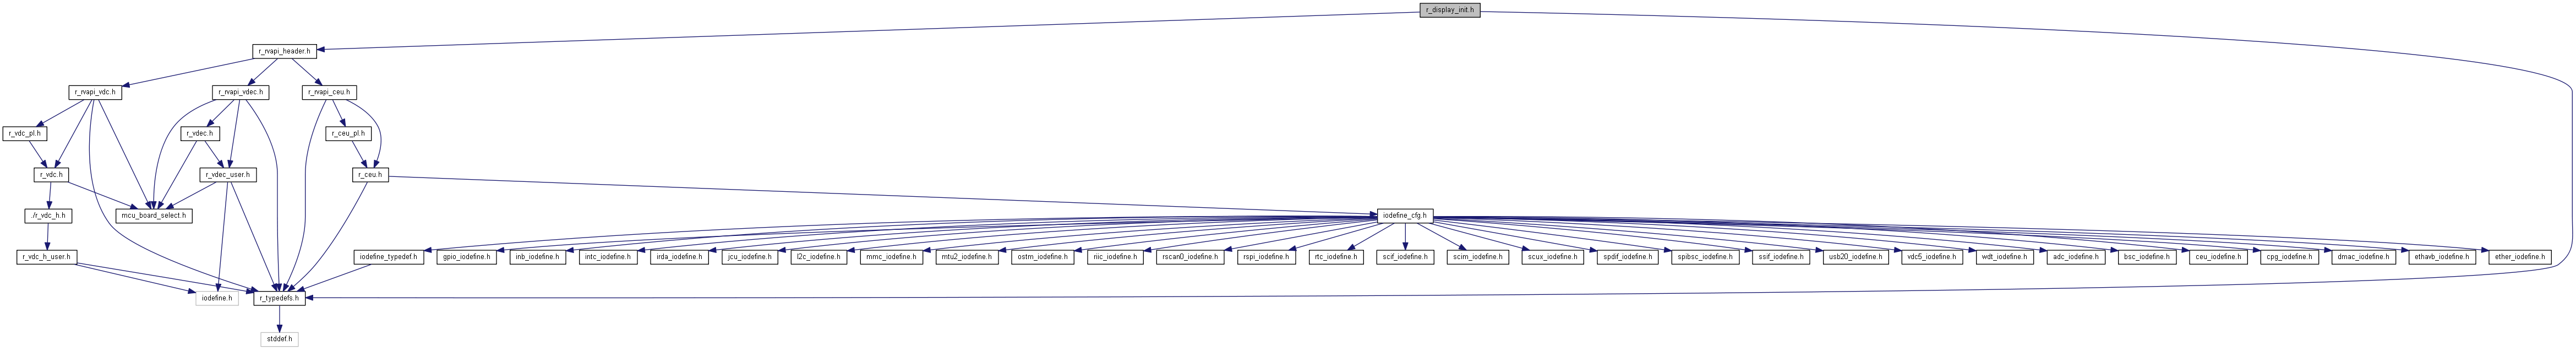 r_display_init.h
r_rvapi_header.h
r_rvapi_vdc.h
r_rvapi_vdec.h
r_rvapi_ceu.h
r_vdc_pl.h
r_vdec.h
r_ceu_pl.h
r_vdc.h
r_vdec_user.h
r_ceu.h
./r_vdc_h.h
mcu_board_select.h
iodefine_cfg.h
r_vdc_h_user.h
iodefine_typedef.h
gpio_iodefine.h
inb_iodefine.h
intc_iodefine.h
irda_iodefine.h
jcu_iodefine.h
l2c_iodefine.h
mmc_iodefine.h
mtu2_iodefine.h
ostm_iodefine.h
riic_iodefine.h
rscan0_iodefine.h
rspi_iodefine.h
rtc_iodefine.h
scif_iodefine.h
scim_iodefine.h
scux_iodefine.h
spdif_iodefine.h
spibsc_iodefine.h
ssif_iodefine.h
usb20_iodefine.h
vdc5_iodefine.h
wdt_iodefine.h
adc_iodefine.h
bsc_iodefine.h
ceu_iodefine.h
cpg_iodefine.h
dmac_iodefine.h
ethavb_iodefine.h
ether_iodefine.h
iodefine.h
r_typedefs.h
stddef.h